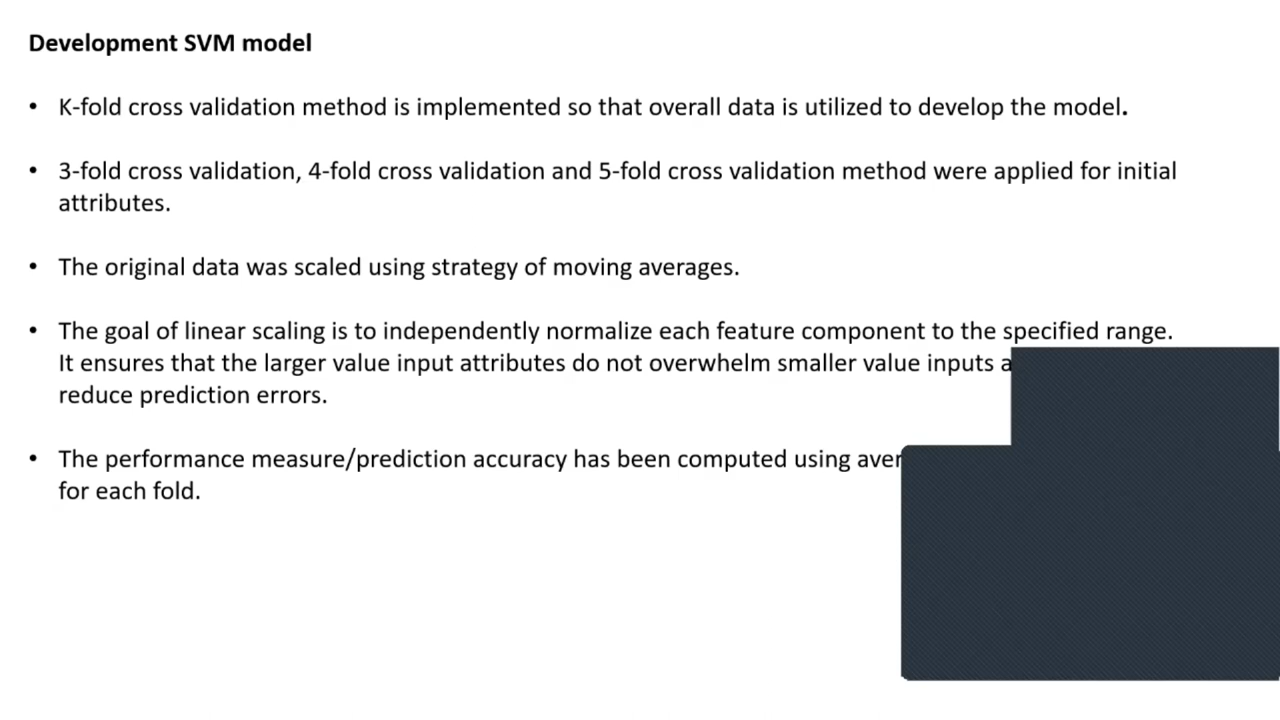 Development SVM model
• K-fold cross validation method is implemented so that overall data is utilized to develop the model.
• 3-fold cross validation, 4-fold cross validation and 5-fold cross validation method were applied for initial
attributes.
• The original data was scaled using strategy of moving averages.
• The goal of linear scaling is to independently normalize each feature component to the specified range.
It ensures that the larger value input attributes do not overwhelm smaller value inputs
reduce prediction errors.
• The performance measure/prediction accuracy has been computed using
for each fold.